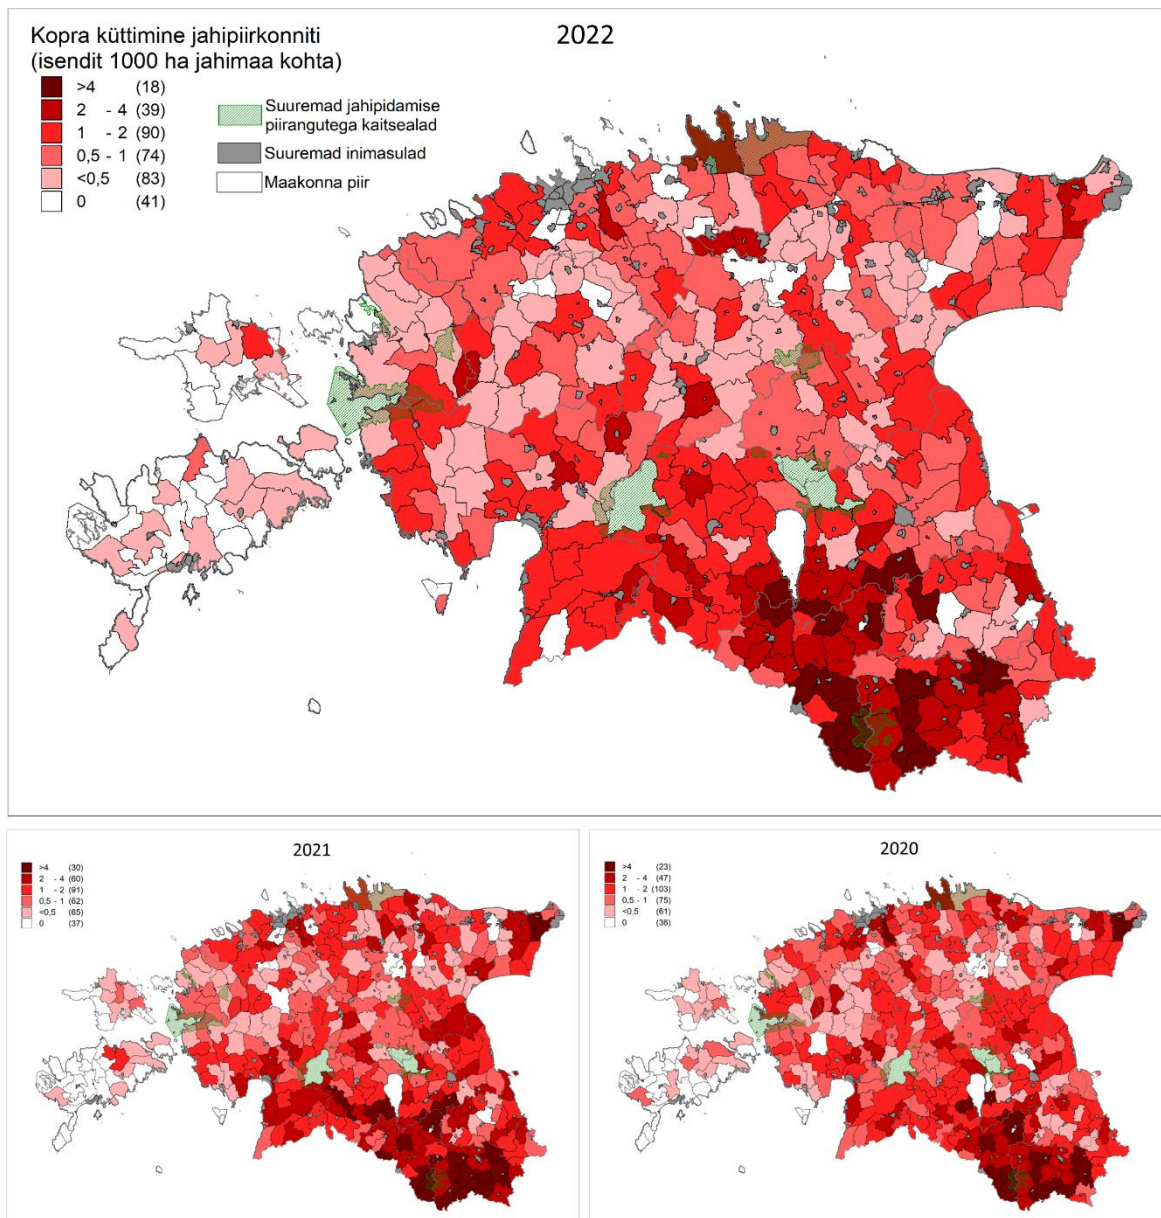 Kopra küttimine jahipiirkonniti
(isendit 1000 ha jahimaa kohta)
2022
>4 (18)
2 - 4 (39)
1 - 2 (90)
0,5 - 1 (74)
<0,5 (83)
0 (41)
Suuremad jahipidamise
piirangutega kaitsealad
Suuremad inimasulad
Maakonna piir
2021
>4 (30)
2 - 4 (60)
1 - 2 (91)
0,5 - 1 (62)
<0,5 (65)
0 (37)
2020
>4 (23)
2 - 4 (47)
1 - 2 (103)
0,5 - 1 (75)
<0,5 (61)
0 (36)